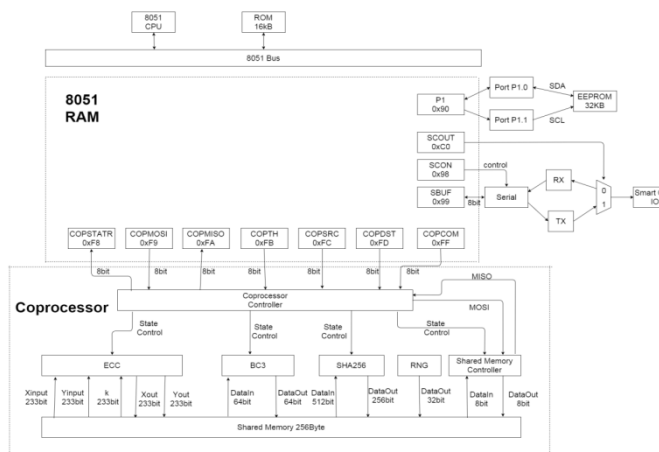 8051
CPU
ROM
16kB
8051 Bus
8051
RAM
P1
0x90
Port P1.0
SDA
EEPROM
32KB
Port P1.1
SCL
SCOUT
0xC0
SCON
0x98
control
SBUF
0x99
8bit
Serial
RX
TX
0
1
Smart
IO
COPSTATR
0xF8
COPMOSI
0xF9
COPMISO
0xFA
COPTH
0xFB
COPSRC
0xFC
COPDST
0xFD
COPCOM
0xFF
8bit
8bit
8bit
8bit
8bit
8bit
8bit
Coprocessor
Coprocessor
Controller
MISO
MOSI
State
Control
State
Control
State
Control
State
Control
ECC
BC3
SHA256
RNG
Shared Memory
Controller
Xinput
233bit
Yinput
233bit
k
233bit
Xout
233bit
Yout
233bit
DataIn
64bit
DataOut
64bit
DataIn
512bit
DataOut
256bit
DataOut
32bit
DataIn
8bit
DataOut
8bit
Shared Memory 256Byte